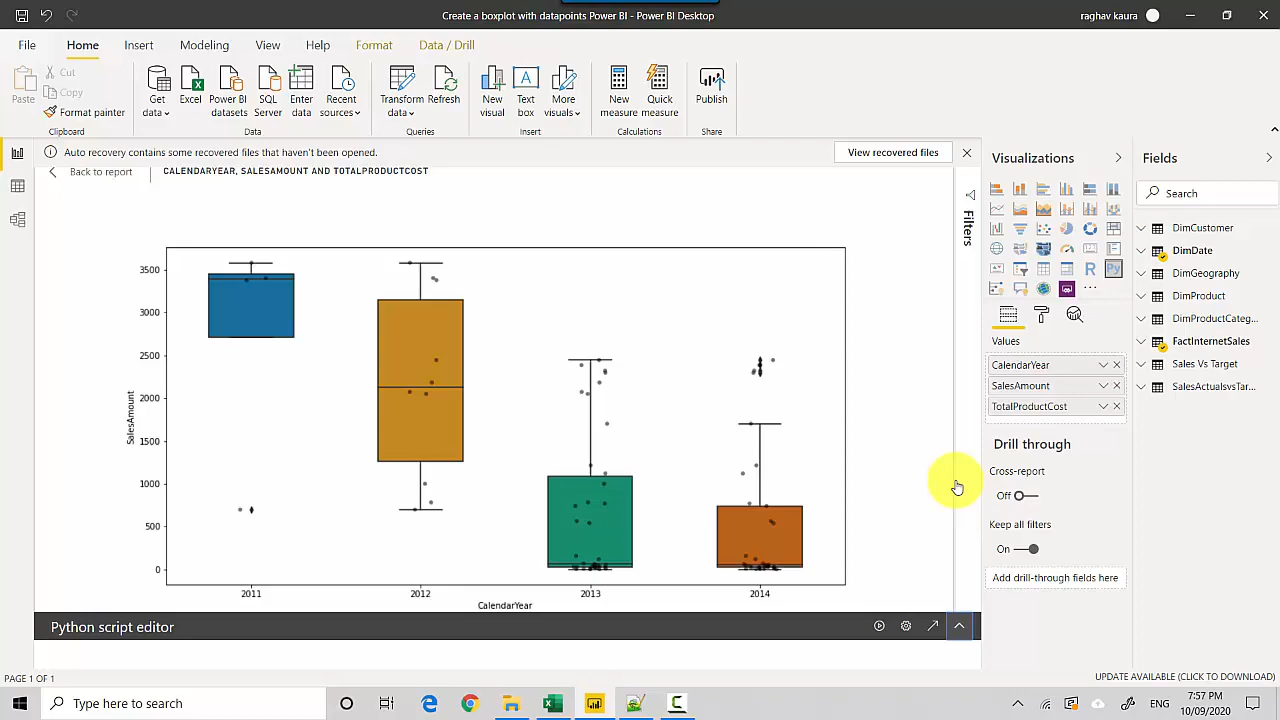 Create a boxplot with datapoints Power BI - Power BI Desktop
raghav kaura
File
Home
Insert
Modeling
View
Help
Format
Data / Drill
Paste
Cut
Copy
Format painter
Clipboard
Get data
Excel
Power BI datasets
SQL Server
Enter data
Recent sources
Data
Transform data
Refresh
Queries
New visual
Text box
More visuals
Insert
New measure
Quick measure
Calculations
Publish
Share
Auto recovery contains some recovered files that haven't been opened.
View recovered files
Back to report
CALENDARYEAR, SALESAMOUNT AND TOTALPRODUCTCOST
3500
3000
2500
2000
1500
1000
500
0
SalesAmount
2011
2012
2013
2014
CalendarYear
Python script editor
Filters
Visualizations
R
Py
Values
CalendarYear
SalesAmount
TotalProductCost
Drill through
Cross-report
Off
Keep all filters
On
Add drill-through fields here
Fields
Search
DimCustomer
DimDate
DimGeography
DimProduct
DimProductCateg...
FactInternetSales
Sales Vs Target
SalesActualsvsTar...
PAGE 1 OF 1
UPDATE AVAILABLE (CLICK TO DOWNLOAD)
Type here to search
ENG
7:57 PM
10/09/2020